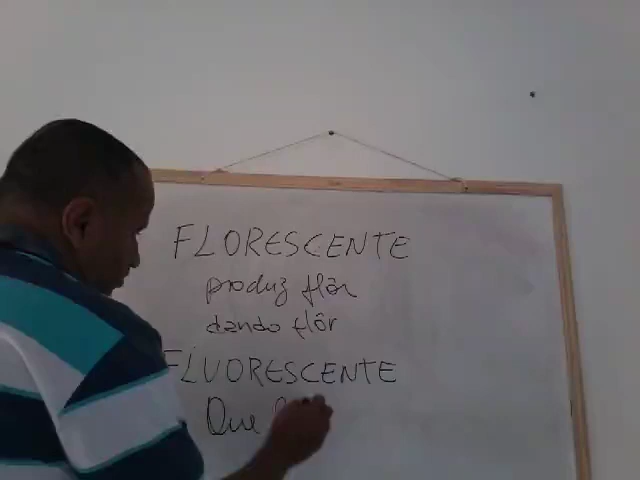 FLORESCENTE
produz flôr
dando flôr
FLUORESCENTE
Que